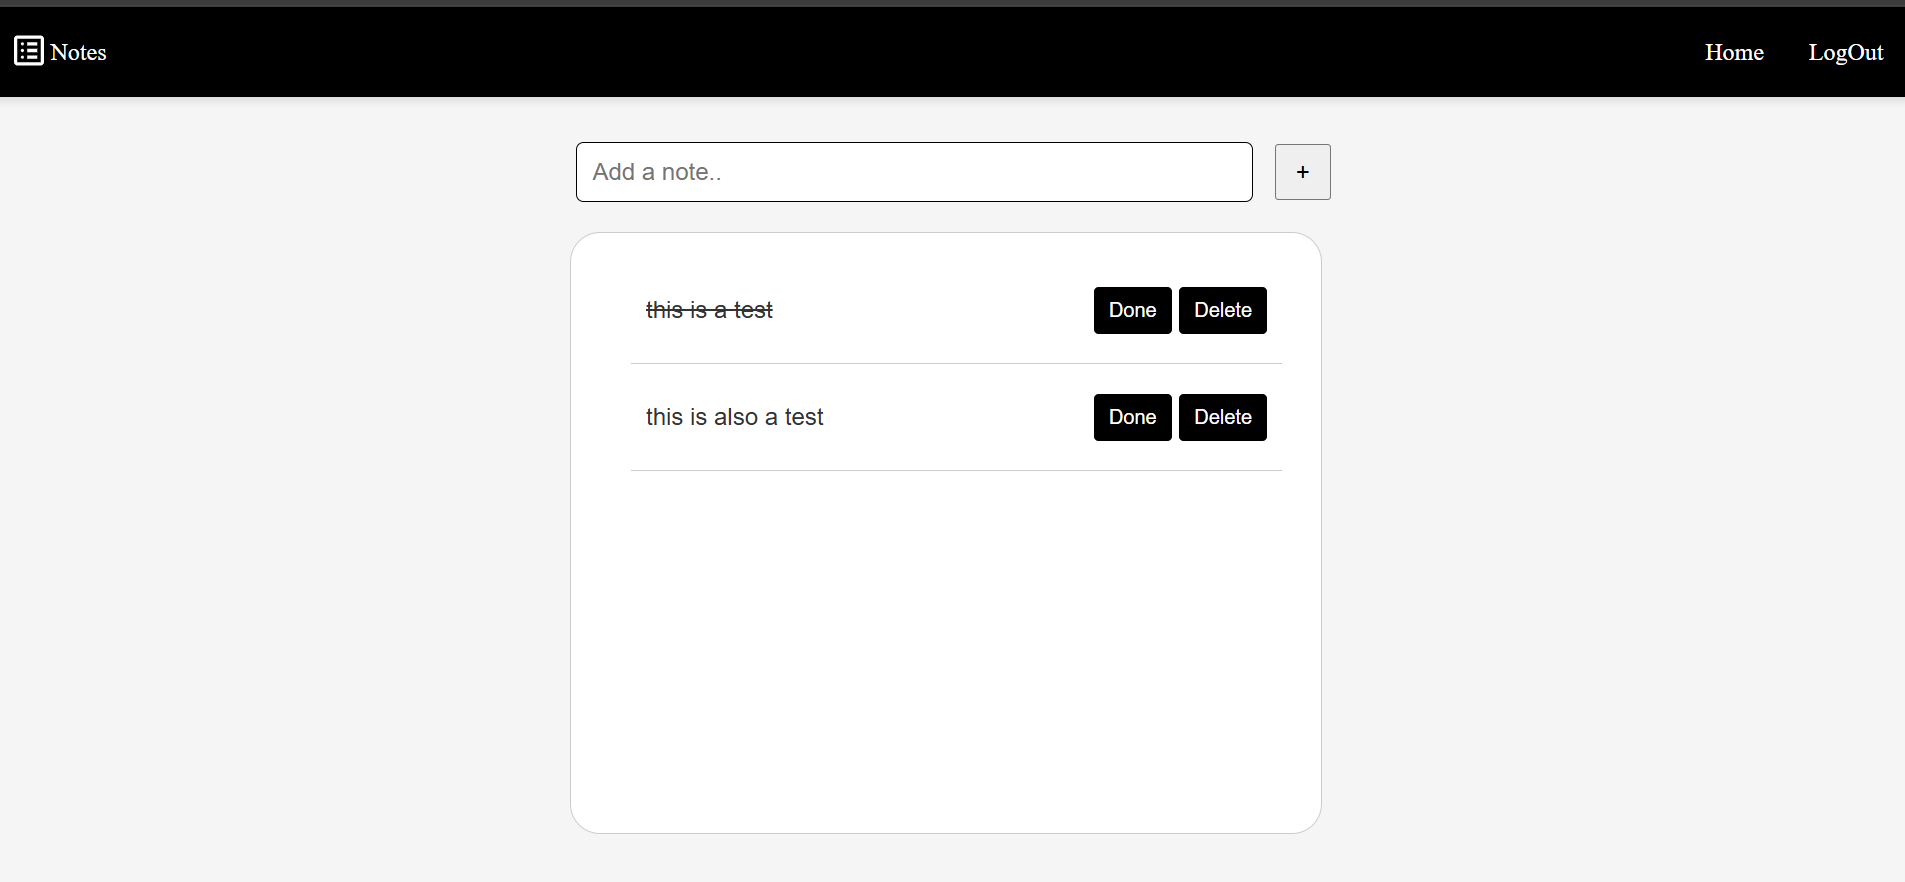 Notes Home LogOut
Add a note.. +
this is a test Done Delete
this is also a test Done Delete